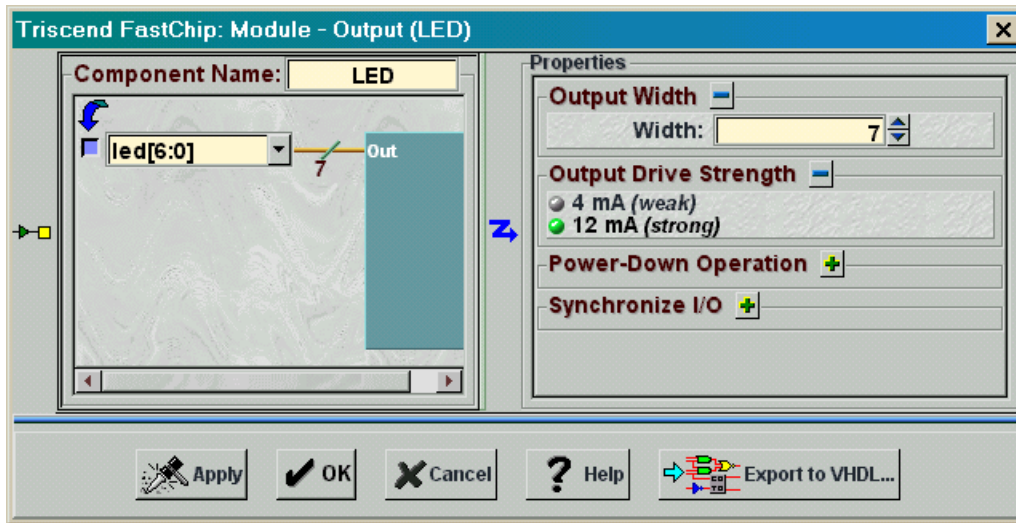 Triscend FastChip: Module - Output (LED)
Component Name: LED
led[6:0]
7
Out
Properties
Output Width
Width: 7
Output Drive Strength
4 mA (weak)
12 mA (strong)
Power-Down Operation
Synchronize I/O
Apply
OK
Cancel
Help
Export to VHDL...